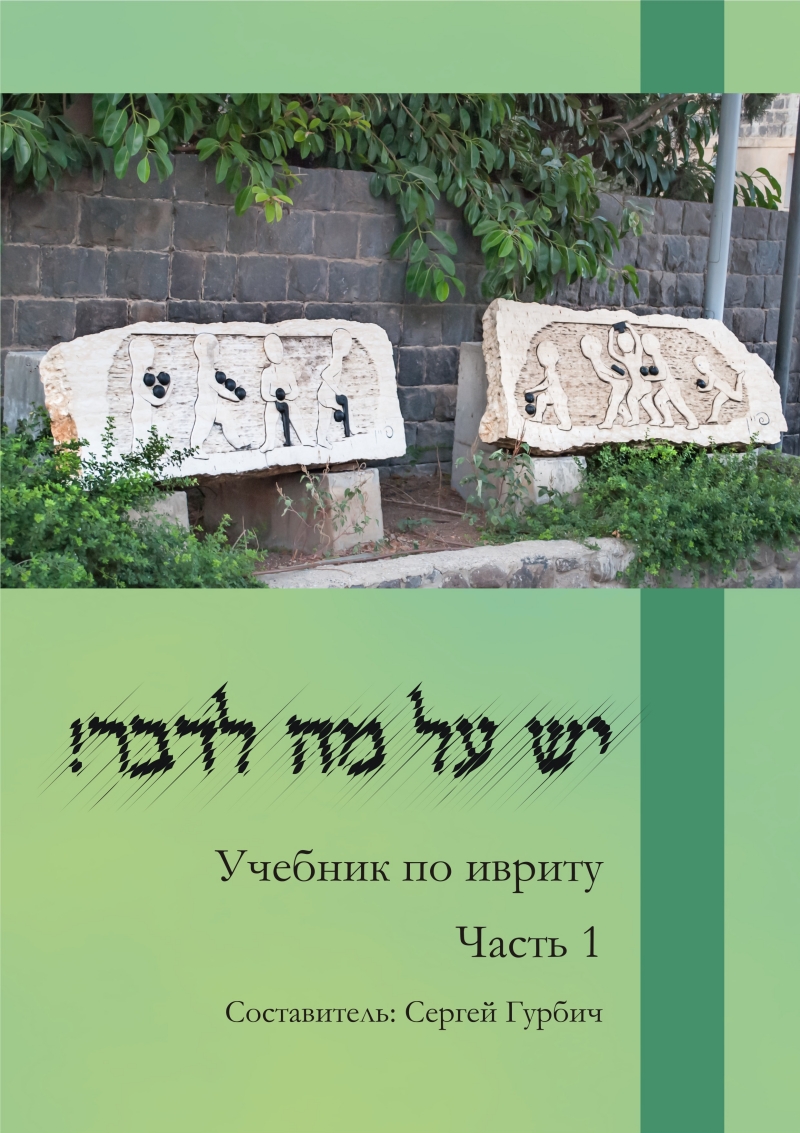 יש על מה לדבר!
Учебник по ивриту
Часть 1
Составитель: Сергей Гурбич